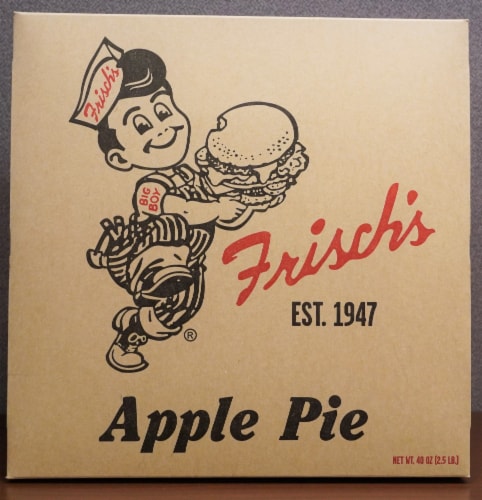 Frisch's
BIG
BOY
Frisch's
EST. 1947
®
Apple Pie
NET WT. 40 OZ (2.5 LB.)